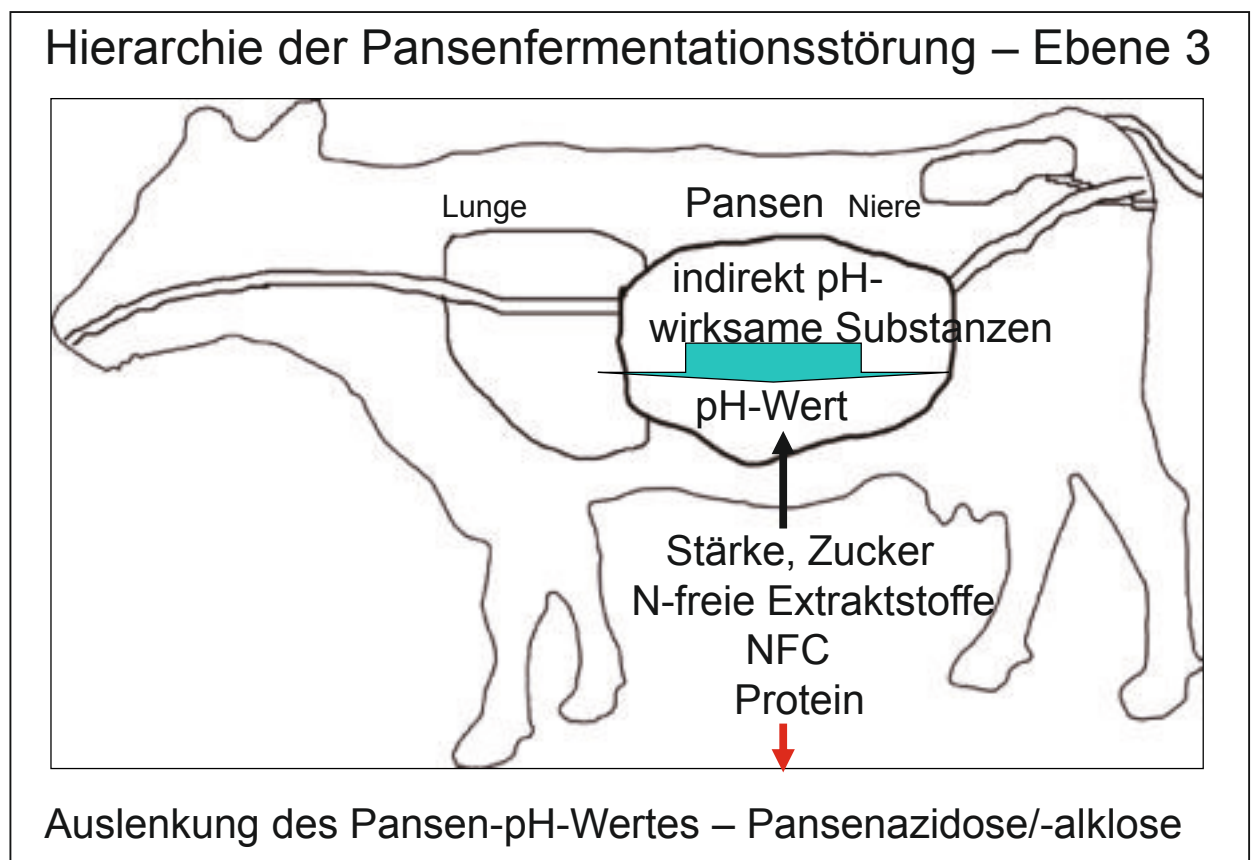 Hierarchie der Pansenfermentationsstörung – Ebene 3
Lunge
Pansen
Niere
indirekt pH-
wirksame Substanzen
pH-Wert
Stärke, Zucker
N-freie Extraktstoffe
NFC
Protein
Auslenkung des Pansen-pH-Wertes – Pansenazidose/-alklose